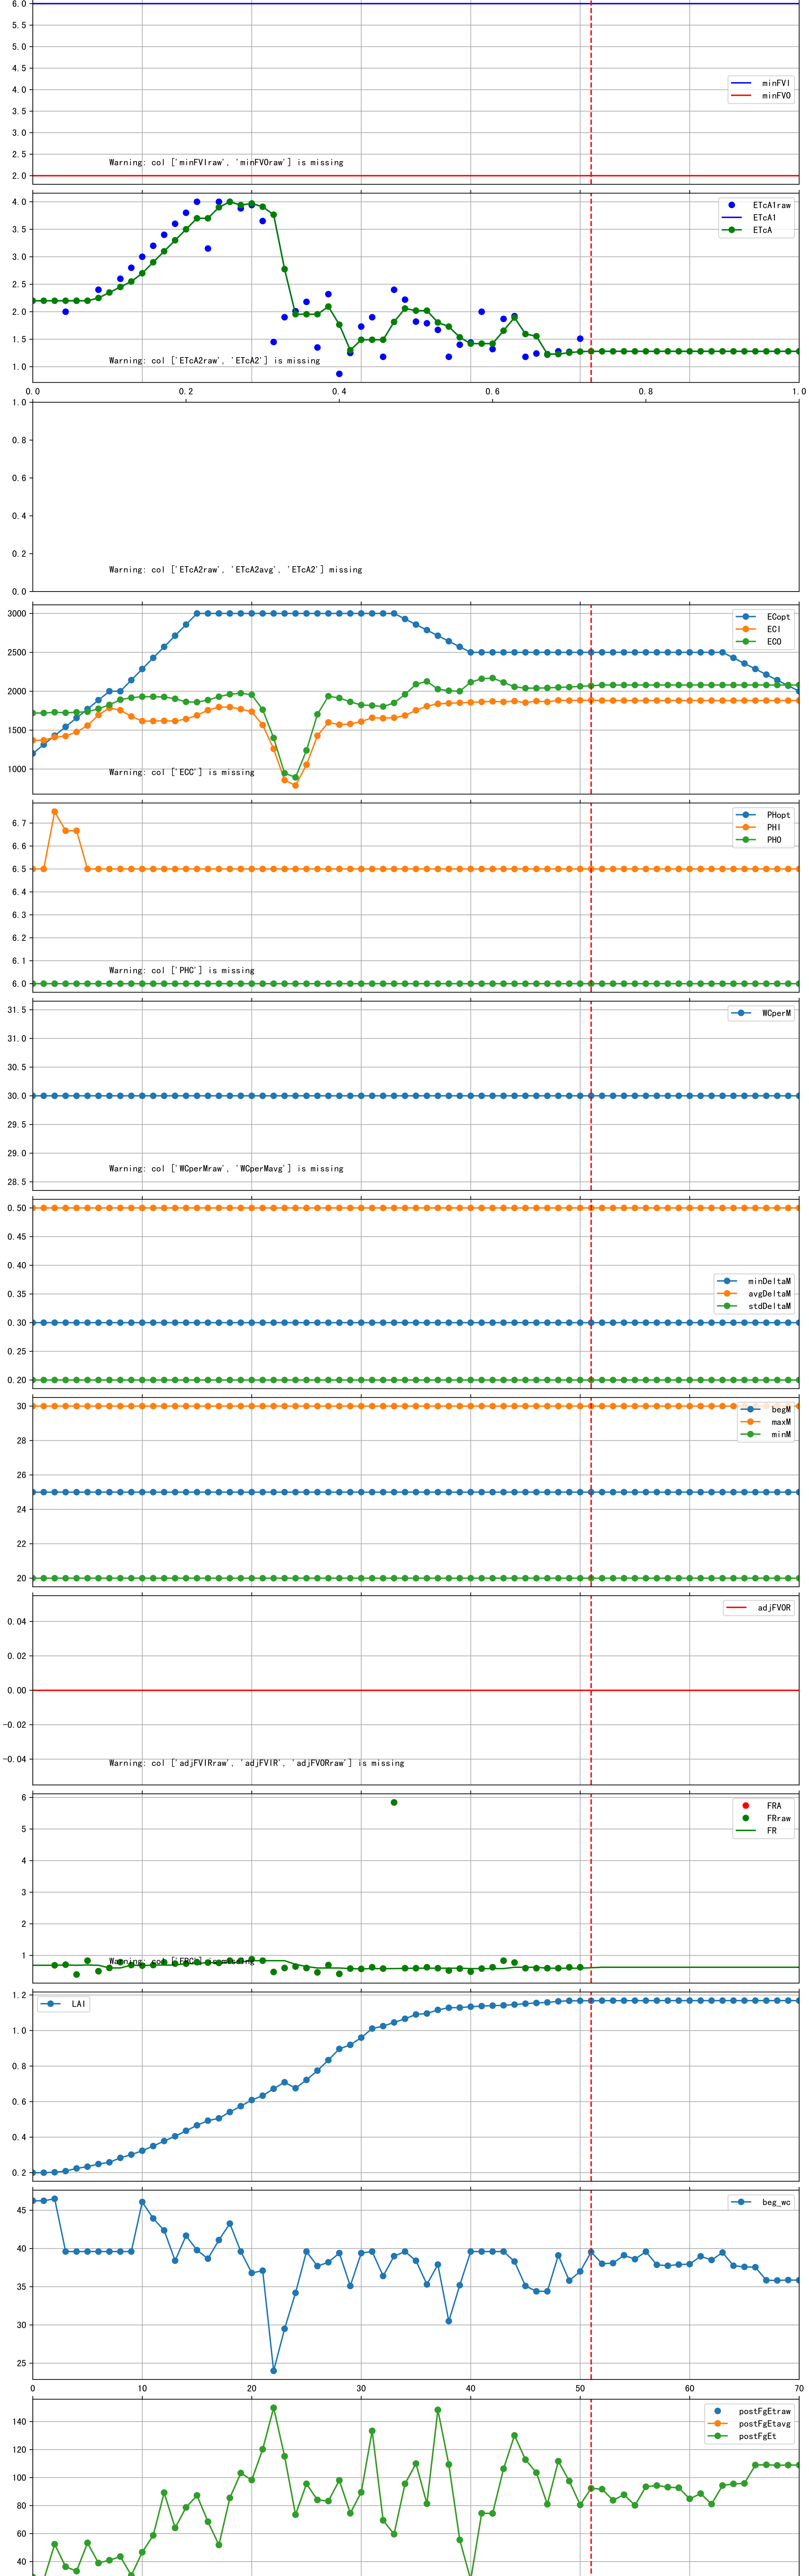 6.0
5.5
5.0
4.5
4.0
3.5
3.0
2.5
2.0
minFVI
minFVO
Warning: col ['minFVIraw', 'minFVOraw'] is missing
4.0
3.5
3.0
2.5
2.0
1.5
1.0
ETcA1raw
ETcA1
ETcA
Warning: col ['ETcA2raw', 'ETcA2'] is missing
0.0 0.2 0.4 0.6 0.8 1.0
1.0
0.8
0.6
0.4
0.2
0.0
Warning: col ['ETcA2raw', 'ETcA2avg', 'ETcA2'] missing
3000
2500
2000
1500
1000
ECopt
ECI
ECO
Warning: col ['ECC'] is missing
6.7
6.6
6.5
6.4
6.3
6.2
6.1
6.0
PHopt
PHI
PHO
Warning: col ['PHC'] is missing
31.5
31.0
30.5
30.0
29.5
29.0
28.5
WCperM
Warning: col ['WCperMraw', 'WCperMavg'] is missing
0.50
0.45
0.40
0.35
0.30
0.25
0.20
minDeltaM
avgDeltaM
stdDeltaM
30
28
26
24
22
20
begM
maxM
minM
0.04
0.02
0.00
−0.02
−0.04
adjFVOR
Warning: col ['adjFVIRraw', 'adjFVIR', 'adjFVORraw'] is missing
6
5
4
3
2
1
FRA
FRraw
FR
Warning: col ['FRC'] is missing
1.2
1.0
0.8
0.6
0.4
0.2
LAI
45
40
35
30
25
beg_wc
0 10 20 30 40 50 60 70
140
120
100
80
60
40
postFgEtraw
postFgEtavg
postFgEt